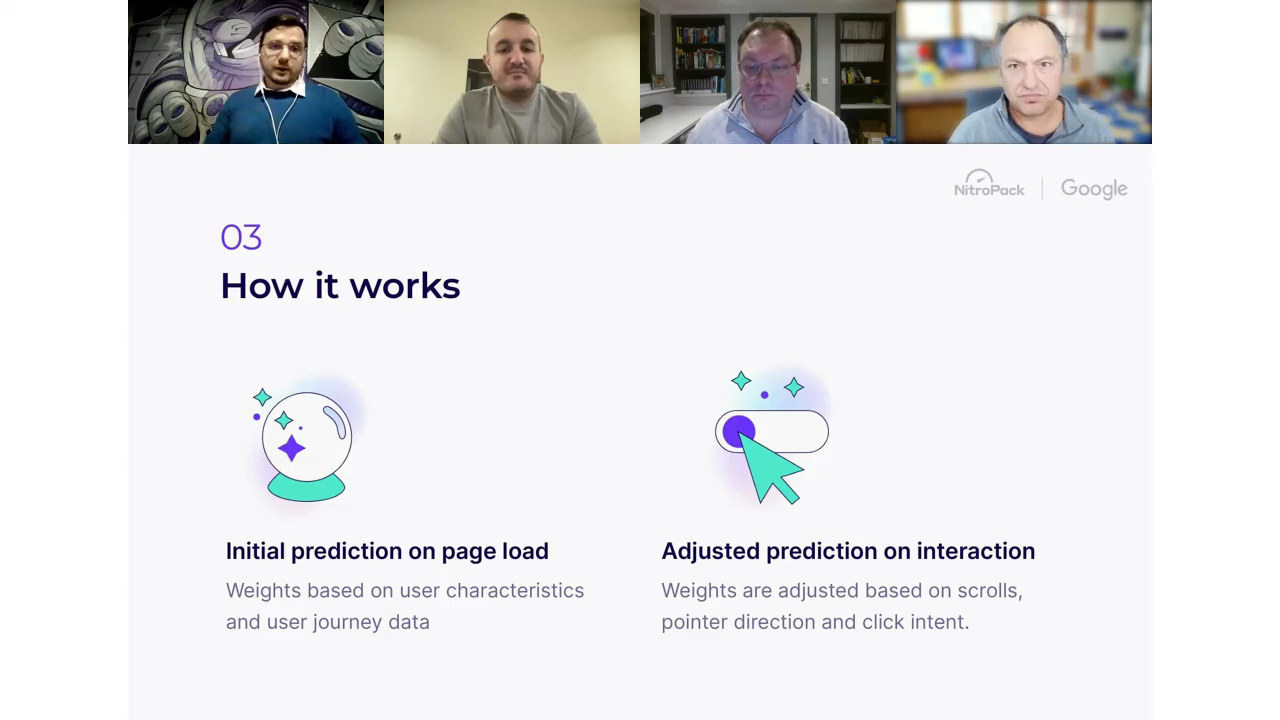 NitroPack
Google
03
How it works
Initial prediction on page load
Weights based on user characteristics
and user journey data
Adjusted prediction on interaction
Weights are adjusted based on scrolls,
pointer direction and click intent.